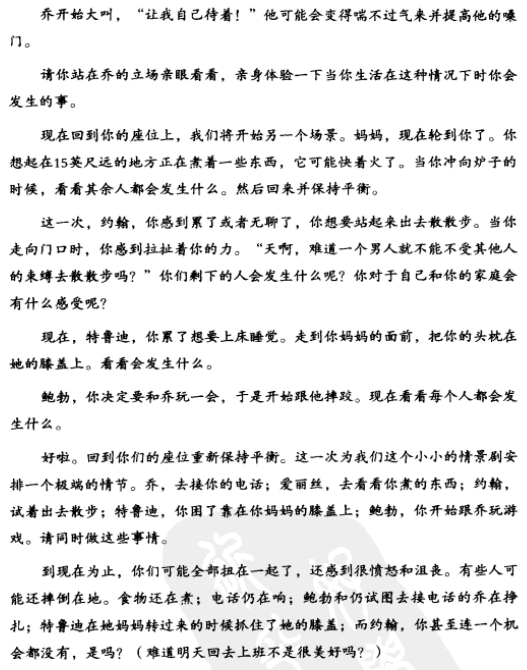 乔开始大叫，“让我自己待着！”他可能会变得喘不过气来并提高他的嗓
门。
请你站在乔的立场亲眼看看，亲身体验一下当你生活在这种情况下时你会
发生的事。
现在回到你的座位上，我们将开始另一个场景。妈妈，现在轮到你了。你
想起在15英尺远的地方正在煮着一些东西，它可能快着火了。当你冲向炉子的
时候，看看其余人都会发生什么。然后回来并保持平衡。
这一次，约翰，你感到累了或者无聊了，你想要站起来出去散散步。当你
走向门口时，你感到拉扯着你的力。“天啊，难道一个男人就不能不受其他人
的束缚去散散步吗？”你们剩下的人会发生什么呢？你对于自己和你的家庭会
有什么感受呢？
现在，特鲁迪，你累了想要上床睡觉。走到你妈妈的面前，把你的头枕在
她的膝盖上。看看会发生什么。
鲍勃，你决定要和乔玩一会，于是开始跟他摔跤。现在看看每个人都会发
生什么。
好啦。回到你们的座位重新保持平衡。这一次为我们这个小小的情景剧安
排一个极端的情节。乔，去接你的电话；爱丽丝，去看看你煮的东西；约翰，
试着出去散步；特鲁迪，你困了靠在你妈妈的膝盖上；鲍勃，你开始跟乔玩游
戏。请同时做这些事情。
到现在为止，你们可能全部扭在一起了，还感到很愤怒和沮丧。有些人可
能还摔倒在地。食物还在煮；电话仍在响；鲍勃和仍试图去接电话的乔在挣
扎；特鲁迪在她妈妈转过来的时候抓住了她的膝盖；而约翰，你甚至连一个机
会都没有，是吗？（难道明天回去上班不是很美好吗？）